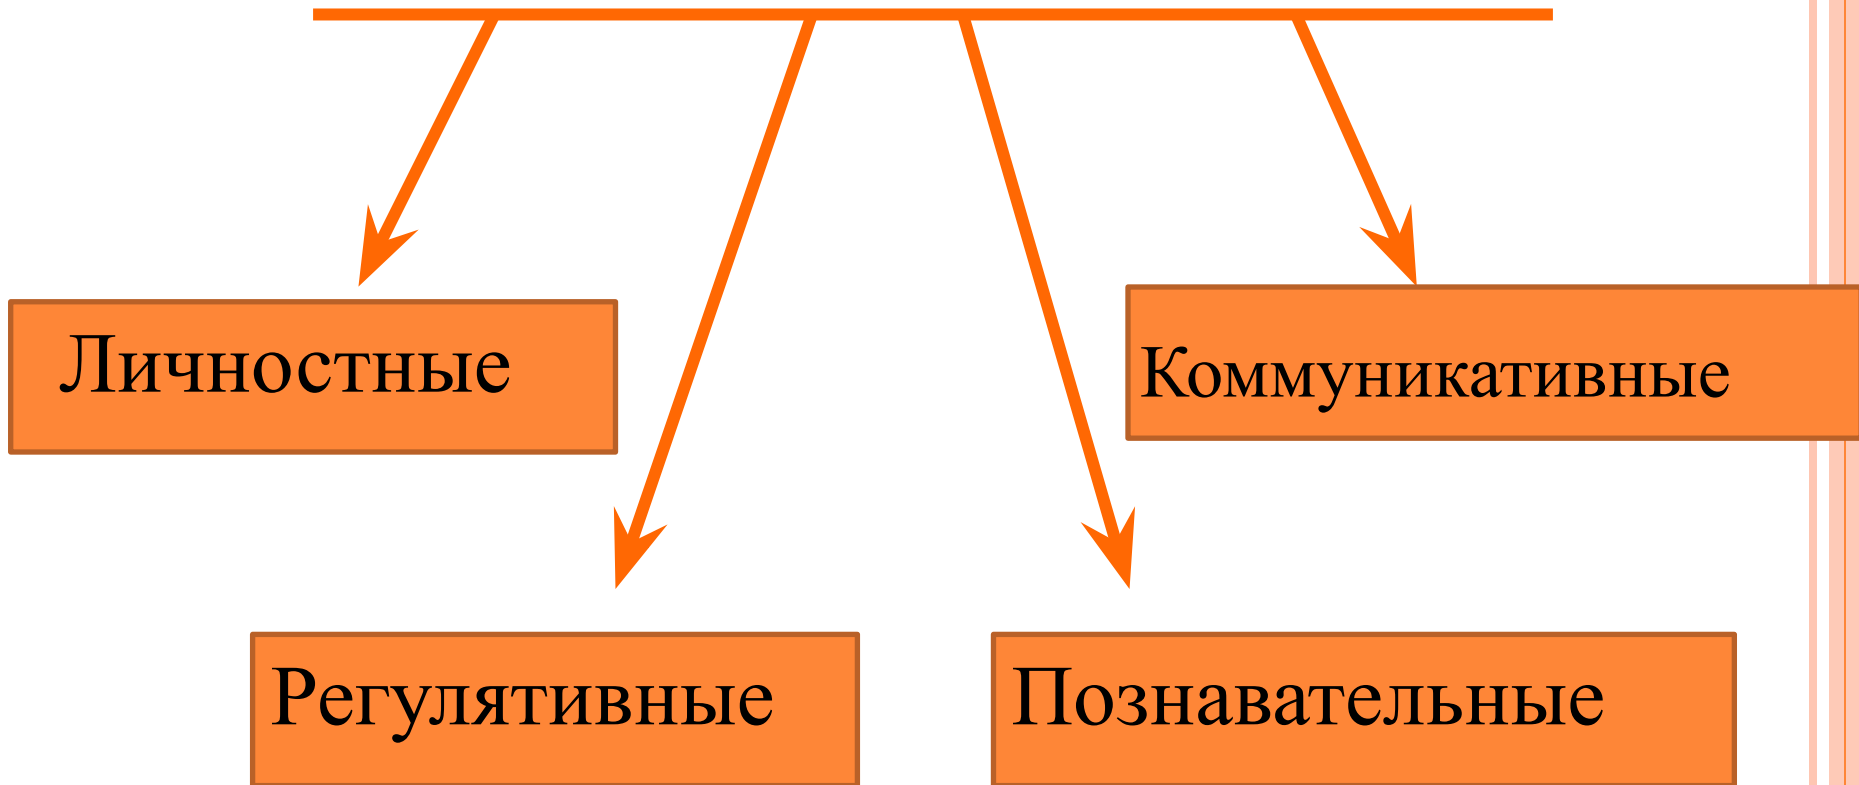 Личностные
Коммуникативные
Регулятивные
Познавательные